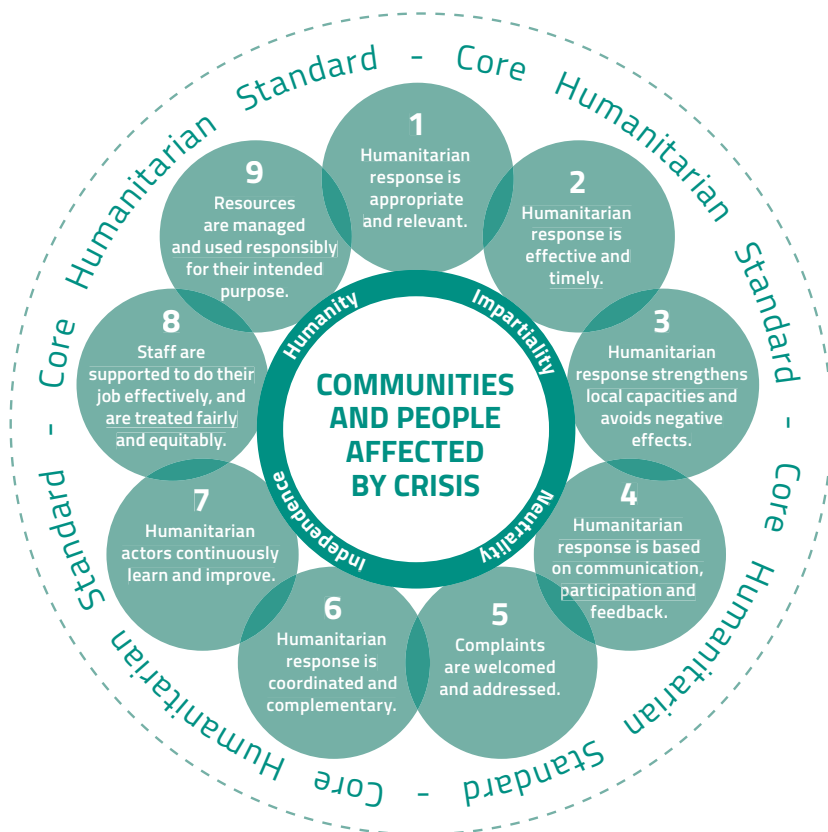 Core Humanitarian Standard - Core Humanitarian Standard - Core Humanitarian Standard - Core Humanitarian Standard -
1
Humanitarian
response is
appropriate
and relevant.
2
Humanitarian
response is
effective and
timely.
3
Humanitarian
response strengthens
local capacities and
avoids negative
effects.
4
Humanitarian
response is based
on communication,
participation and
feedback.
5
Complaints
are welcomed
and addressed.
6
Humanitarian
response is
coordinated and
complementary.
7
Humanitarian
actors continuously
learn and improve.
8
Staff are
supported to do their
job effectively, and
are treated fairly
and equitably.
9
Resources
are managed
and used responsibly
for their intended
purpose.
Humanity
Impartiality
Neutrality
Independence
COMMUNITIES
AND PEOPLE
AFFECTED
BY CRISIS